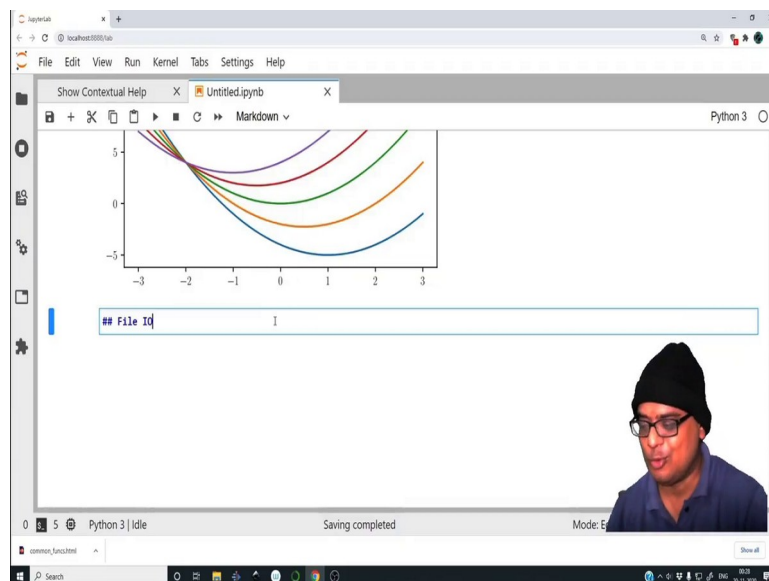 JupyterLab
localhost:8888/lab
File Edit View Run Kernel Tabs Settings Help
Show Contextual Help
Untitled.ipynb
Markdown
Python 3
5
0
−5
−3 −2 −1 0 1 2 3
## File IO
0 5 Python 3 | Idle Saving completed
common_funcs.html
Show all
Search
ENG
00:28